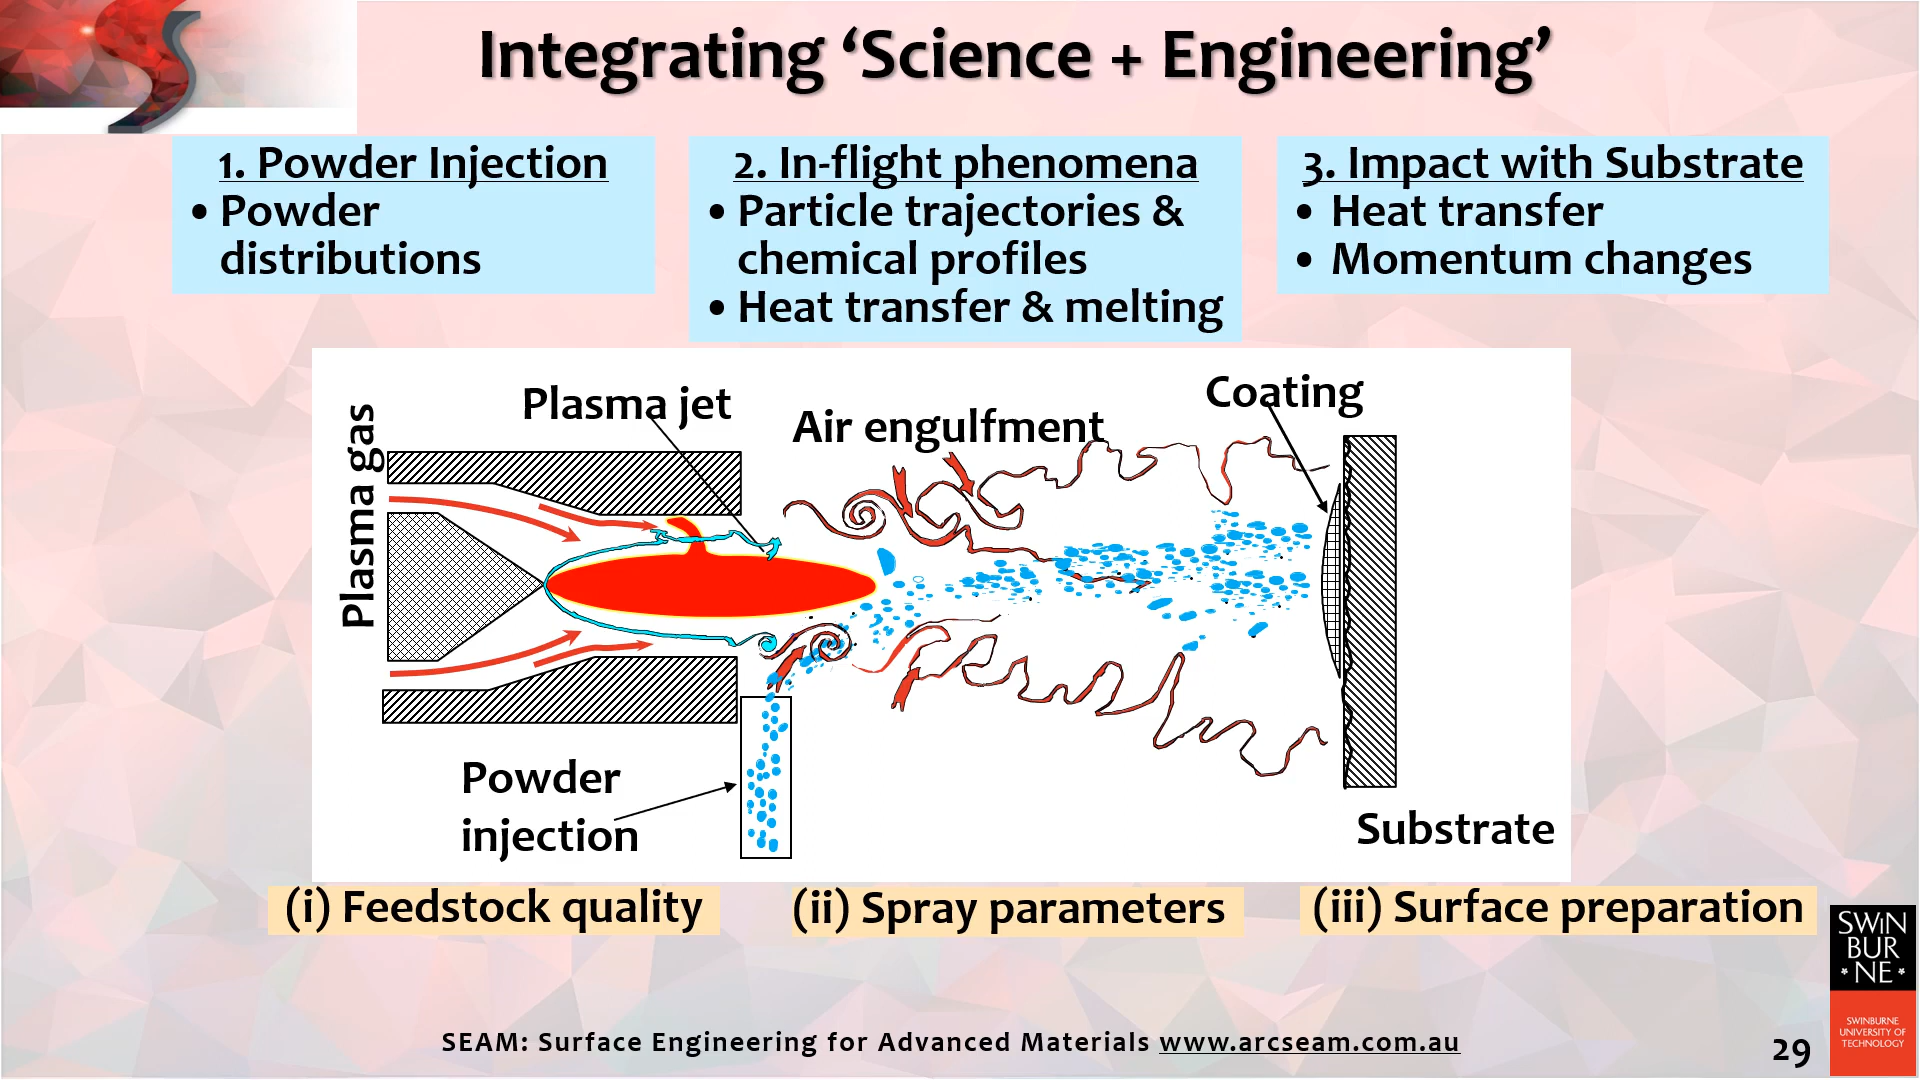 Integrating ‘Science + Engineering’
1. Powder Injection
• Powder
distributions
2. In-flight phenomena
• Particle trajectories &
chemical profiles
• Heat transfer & melting
3. Impact with Substrate
• Heat transfer
• Momentum changes
Plasma gas
Plasma jet
Air engulfment
Coating
Powder
injection
Substrate
(i) Feedstock quality
(ii) Spray parameters
(iii) Surface preparation
SWIN
BUR
* NE *
SWINBURNE
UNIVERSITY OF
TECHNOLOGY
SEAM: Surface Engineering for Advanced Materials www.arcseam.com.au
29